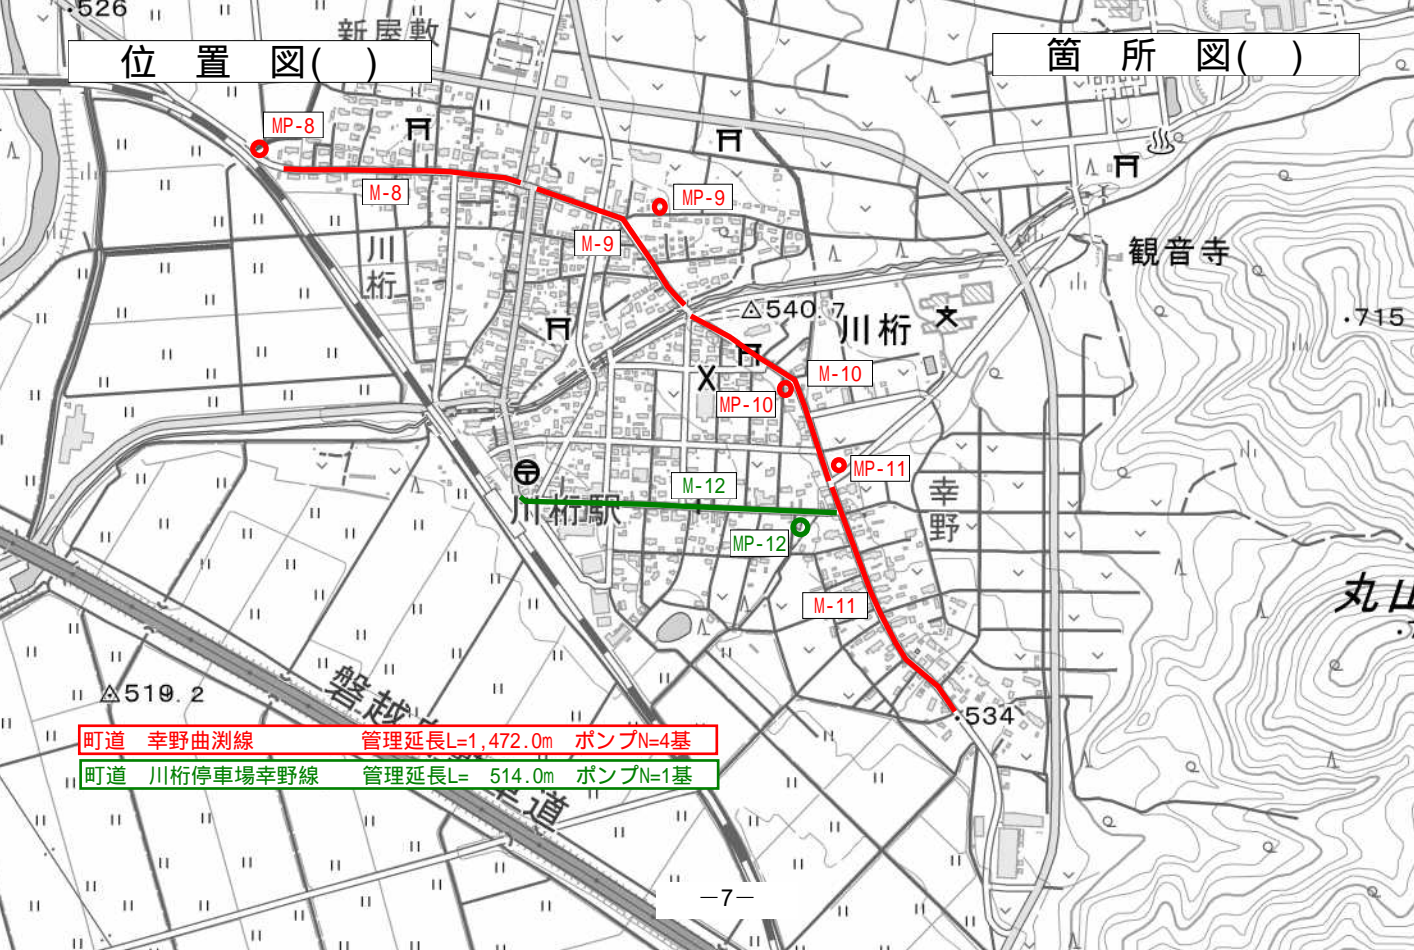 526
新屋敷
位　置　図(　)
箇　所　図(　)
MP-8
M-8
MP-9
M-9
川桁
観音寺
540.7
川桁
文
715
M-10
MP-10
MP-11
M-12
幸野
川桁駅
MP-12
M-11
丸山
519.2
磐越
534
町道　幸野曲渕線　管理延長L=1,472.0m　ポンプN=4基
町道　川桁停車場幸野線　管理延長L=　514.0m　ポンプN=1基
道
－7－